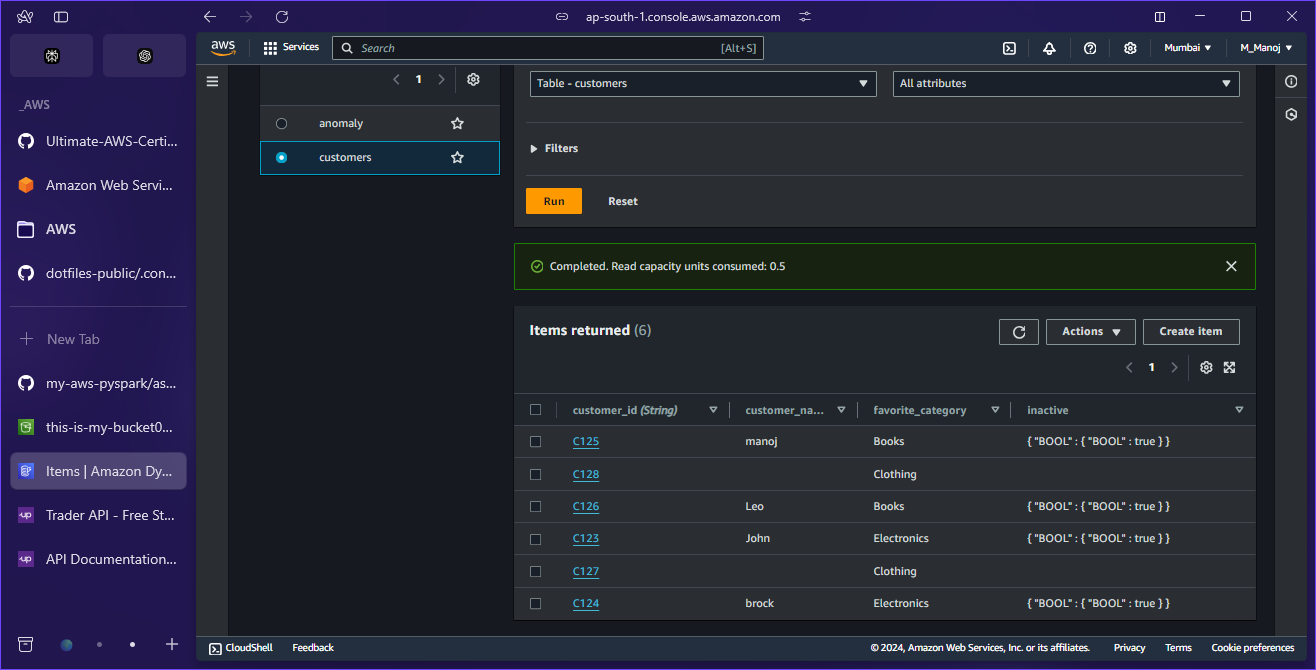 ap-south-1.console.aws.amazon.com
_AWS
Ultimate-AWS-Certi...
Amazon Web Servi...
AWS
dotfiles-public/.con...
New Tab
my-aws-pyspark/as...
this-is-my-bucket0...
Items | Amazon Dy...
Trader API - Free St...
API Documentation...
aws
Services
Search
[Alt+S]
Mumbai
M_Manoj
1
anomaly
customers
Table - customers
All attributes
Filters
Run
Reset
Completed. Read capacity units consumed: 0.5
Items returned (6)
Actions
Create item
1
customer_id (String)
customer_na...
favorite_category
inactive
C125 manoj Books { "BOOL" : { "BOOL" : true } }
C128 Clothing
C126 Leo Books { "BOOL" : { "BOOL" : true } }
C123 John Electronics { "BOOL" : { "BOOL" : true } }
C127 Clothing
C124 brock Electronics { "BOOL" : { "BOOL" : true } }
CloudShell
Feedback
© 2024, Amazon Web Services, Inc. or its affiliates.
Privacy
Terms
Cookie preferences